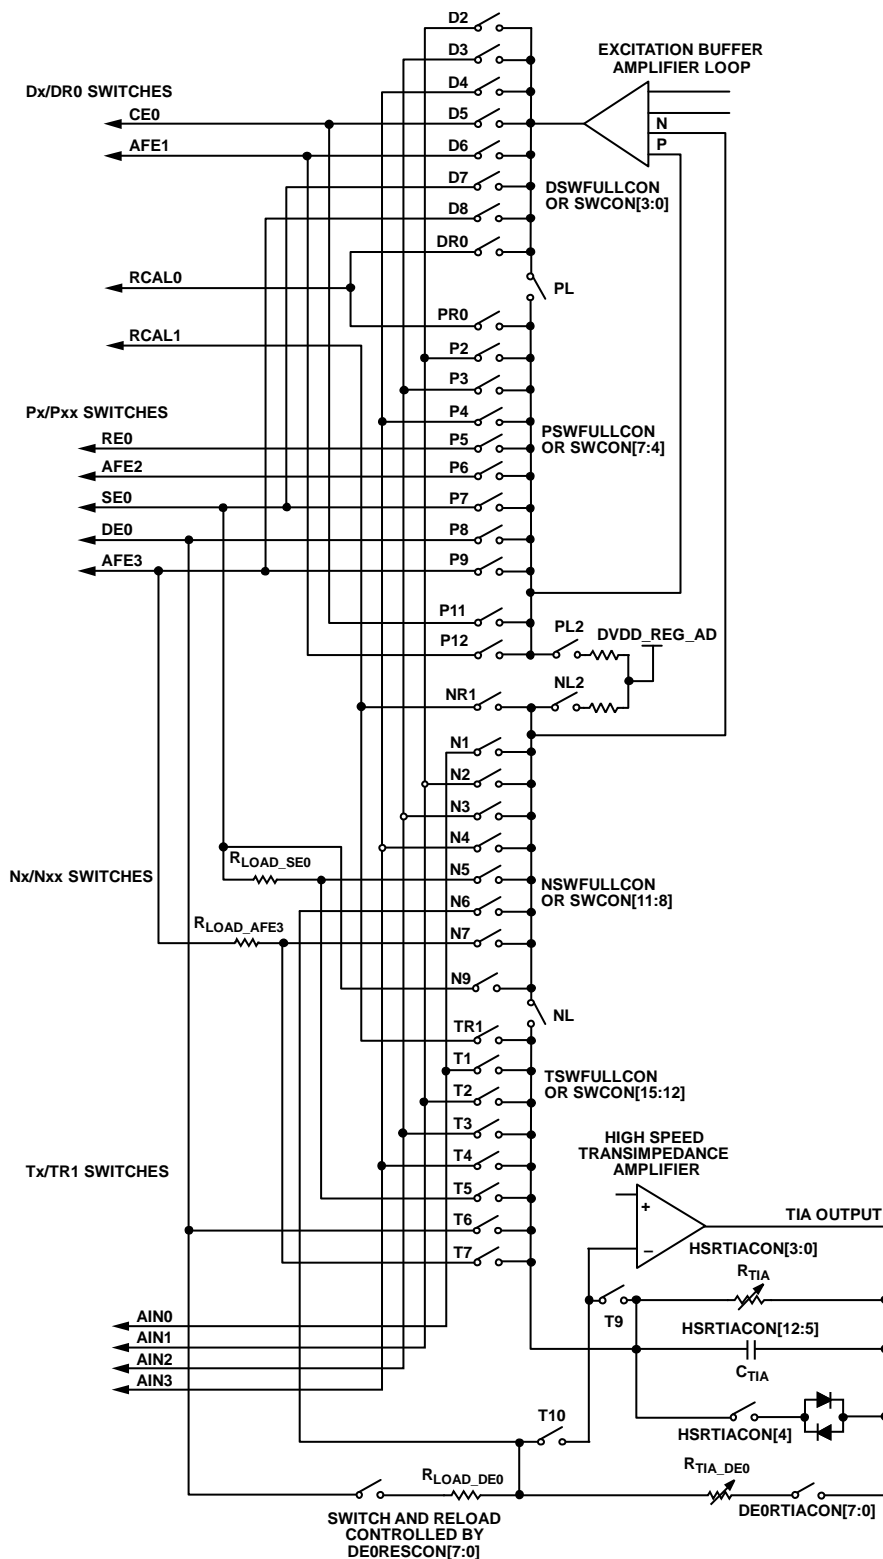 D2
D3
D4
D5
D6
D7
D8
DR0
EXCITATION BUFFER
AMPLIFIER LOOP
N
P
Dx/DR0 SWITCHES
CE0
AFE1
DSWFULLCON
OR SWCON[3:0]
RCAL0
PL
RCAL1
PR0
P2
P3
P4
P5
P6
P7
P8
P9
P11
P12
Px/Pxx SWITCHES
RE0
AFE2
SE0
DE0
AFE3
PSWFULLCON
OR SWCON[7:4]
PL2
DVDD_REG_AD
NL2
NR1
N1
N2
N3
N4
N5
N6
N7
N9
Nx/Nxx SWITCHES
RLOAD_SE0
RLOAD_AFE3
NSWFULLCON
OR SWCON[11:8]
NL
TR1
T1
T2
T3
T4
T5
T6
T7
TSWFULLCON
OR SWCON[15:12]
Tx/TR1 SWITCHES
HIGH SPEED
TRANSIMPEDANCE
AMPLIFIER
+
–
TIA OUTPUT
HSRTIACON[3:0]
RTIA
T9
HSRTIACON[12:5]
CTIA
HSRTIACON[4]
AIN0
AIN1
AIN2
AIN3
T10
RLOAD_DE0
RTIA_DE0
DE0RTIACON[7:0]
SWITCH AND RELOAD
CONTROLLED BY
DE0RESCON[7:0]